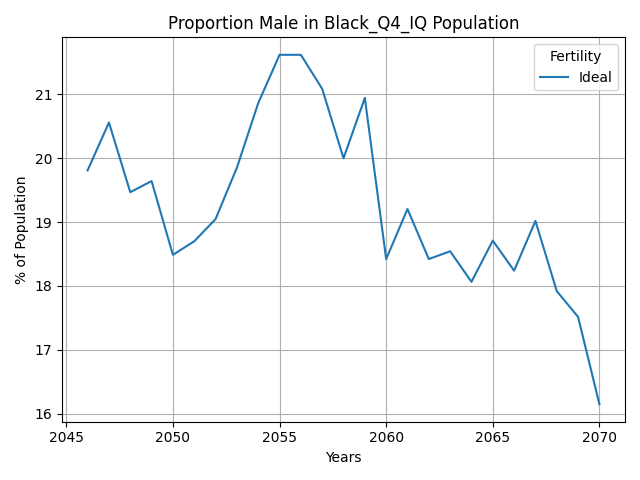 Proportion Male in Black_Q4_IQ Population
Fertility
Ideal
21
20
19
18
17
16
% of Population
2045 2050 2055 2060 2065 2070
Years